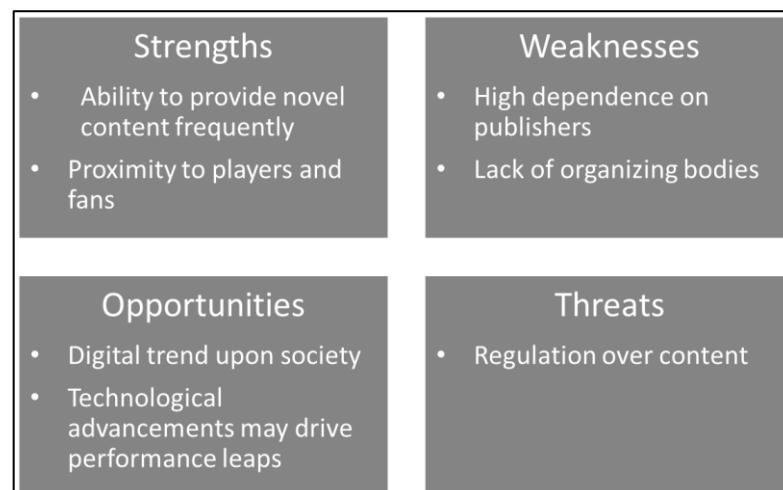 Strengths
• Ability to provide novel
content frequently
• Proximity to players and
fans
Weaknesses
• High dependence on
publishers
• Lack of organizing bodies
Opportunities
• Digital trend upon society
• Technological
advancements may drive
performance leaps
Threats
• Regulation over content